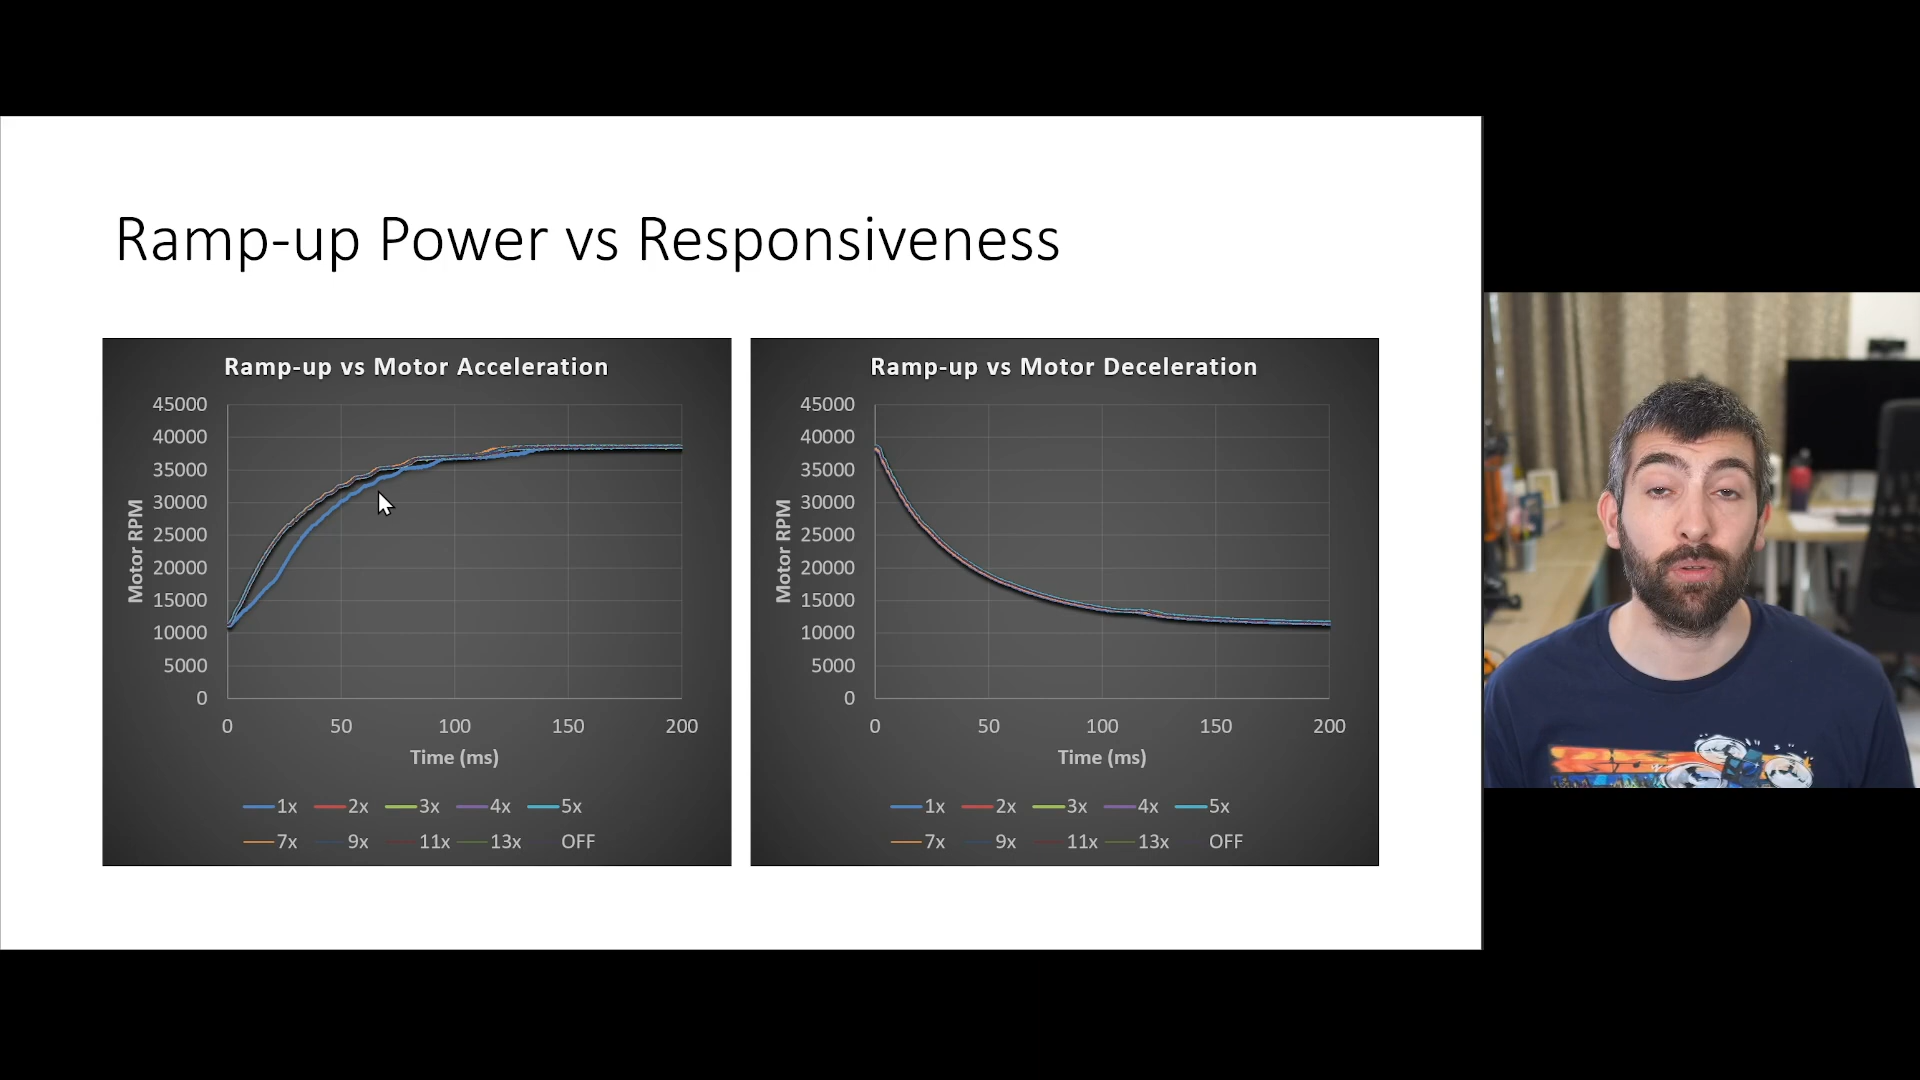 Ramp-up Power vs Responsiveness
Ramp-up vs Motor Acceleration
45000
40000
35000
30000
25000
20000
15000
10000
5000
0
Motor RPM
0 50 100 150 200
Time (ms)
1x 2x 3x 4x 5x
7x 9x 11x 13x OFF
Ramp-up vs Motor Deceleration
45000
40000
35000
30000
25000
20000
15000
10000
5000
0
Motor RPM
0 50 100 150 200
Time (ms)
1x 2x 3x 4x 5x
7x 9x 11x 13x OFF